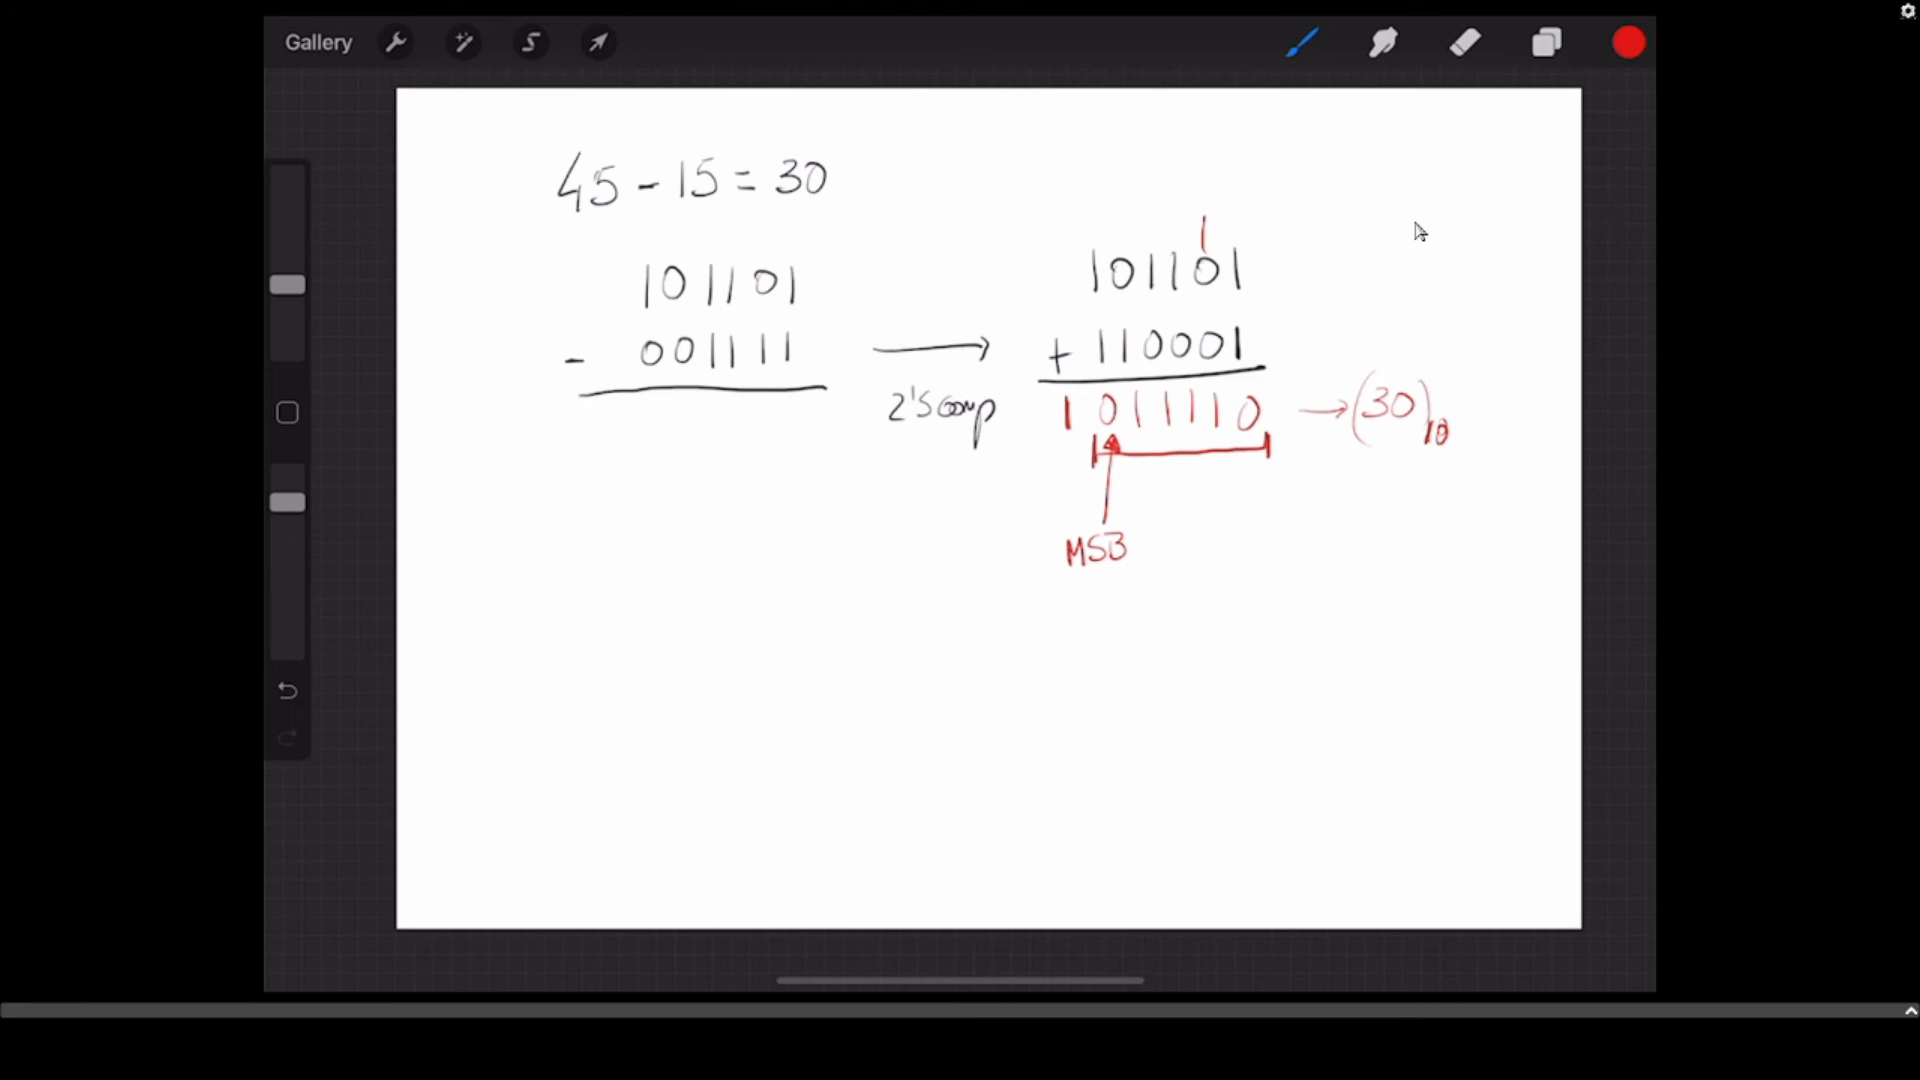 Gallery
45 - 15 = 30
1
101101
101101
- 001111
+ 110001
2'S comp
1011110 → (30)10
MSB